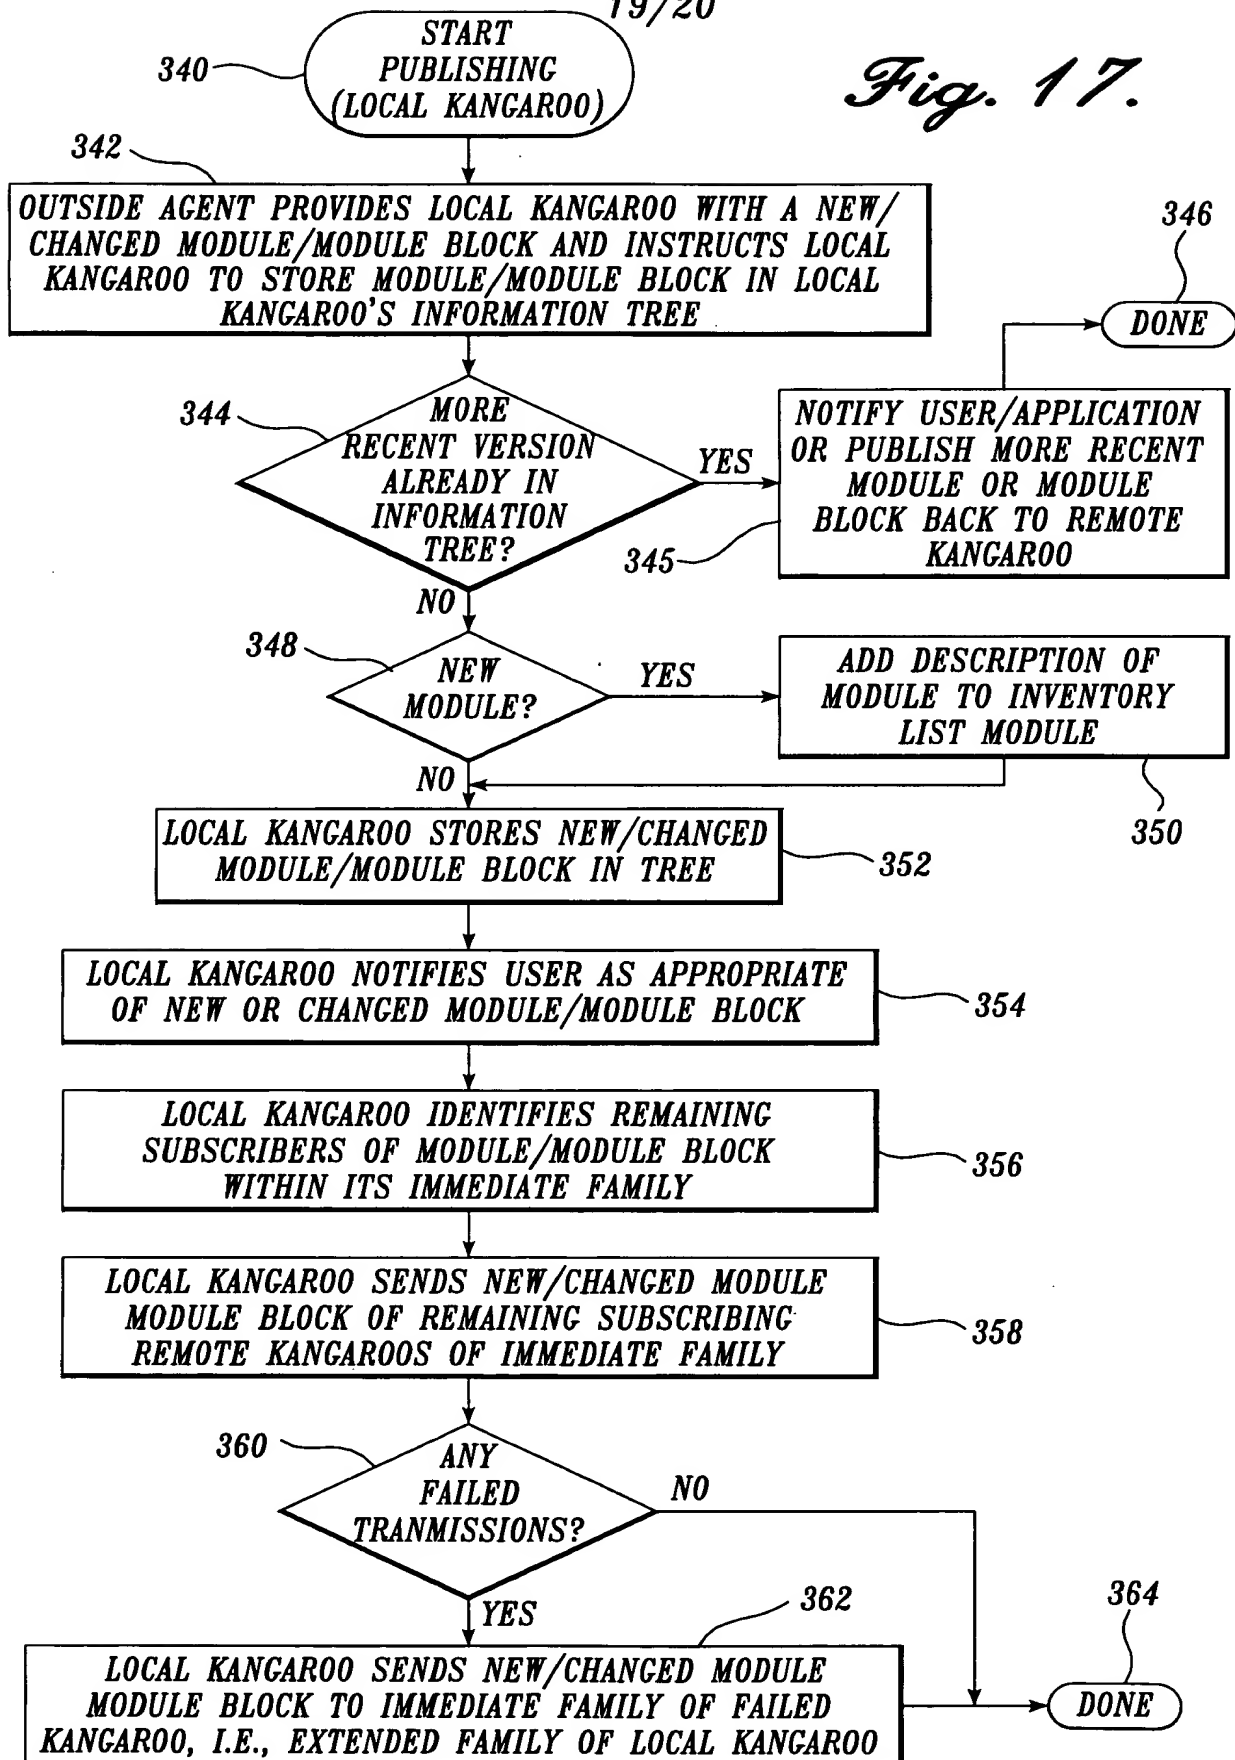 19/20
Fig. 17.
340
START
PUBLISHING
(LOCAL KANGAROO)
342
OUTSIDE AGENT PROVIDES LOCAL KANGAROO WITH A NEW/
CHANGED MODULE/MODULE BLOCK AND INSTRUCTS LOCAL
KANGAROO TO STORE MODULE/MODULE BLOCK IN LOCAL
KANGAROO'S INFORMATION TREE
346
DONE
344
MORE
RECENT VERSION
ALREADY IN
INFORMATION
TREE?
YES
NO
NOTIFY USER/APPLICATION
OR PUBLISH MORE RECENT
MODULE OR MODULE
BLOCK BACK TO REMOTE
KANGAROO
345
348
NEW
MODULE?
YES
NO
ADD DESCRIPTION OF
MODULE TO INVENTORY
LIST MODULE
350
LOCAL KANGAROO STORES NEW/CHANGED
MODULE/MODULE BLOCK IN TREE
352
LOCAL KANGAROO NOTIFIES USER AS APPROPRIATE
OF NEW OR CHANGED MODULE/MODULE BLOCK
354
LOCAL KANGAROO IDENTIFIES REMAINING
SUBSCRIBERS OF MODULE/MODULE BLOCK
WITHIN ITS IMMEDIATE FAMILY
356
LOCAL KANGAROO SENDS NEW/CHANGED MODULE
MODULE BLOCK OF REMAINING SUBSCRIBING
REMOTE KANGAROOS OF IMMEDIATE FAMILY
358
360
ANY
FAILED
TRANMISSIONS?
NO
YES
362
LOCAL KANGAROO SENDS NEW/CHANGED MODULE
MODULE BLOCK TO IMMEDIATE FAMILY OF FAILED
KANGAROO, I.E., EXTENDED FAMILY OF LOCAL KANGAROO
364
DONE